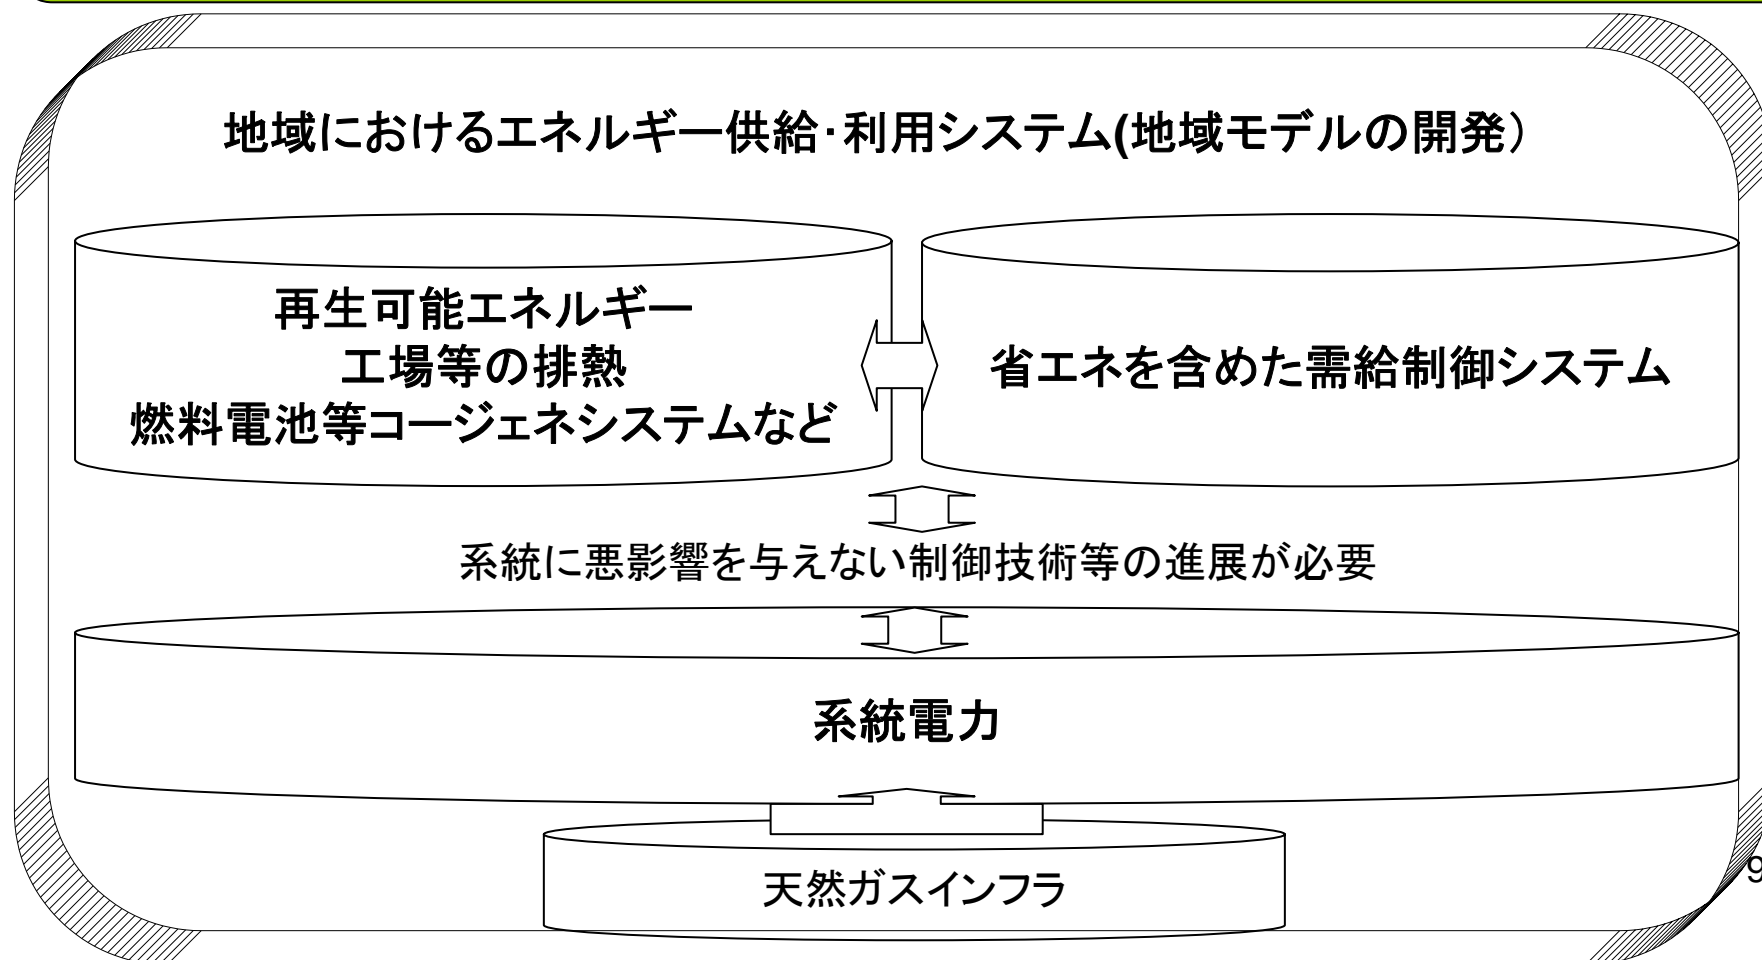 地域におけるエネルギー供給･利用システム(地域モデルの開発）
再生可能エネルギー
工場等の排熱
燃料電池等コージェネシステムなど
省エネを含めた需給制御システム
系統に悪影響を与えない制御技術等の進展が必要
系統電力
天然ガスインフラ
9